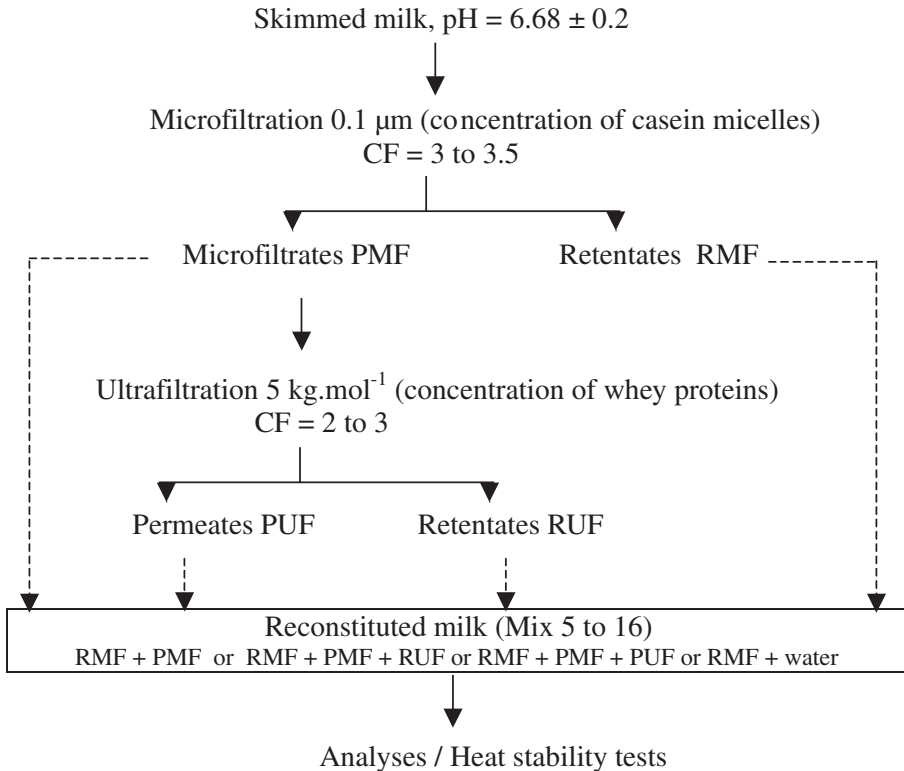 Skimmed milk, pH = 6.68 ± 0.2
Microfiltration 0.1 µm (concentration of casein micelles)
CF = 3 to 3.5
Microfiltrates PMF
Retentates RMF
Ultrafiltration 5 kg.mol⁻¹ (concentration of whey proteins)
CF = 2 to 3
Permeates PUF
Retentates RUF
Reconstituted milk (Mix 5 to 16)
RMF + PMF or RMF + PMF + RUF or RMF + PMF + PUF or RMF + water
Analyses / Heat stability tests